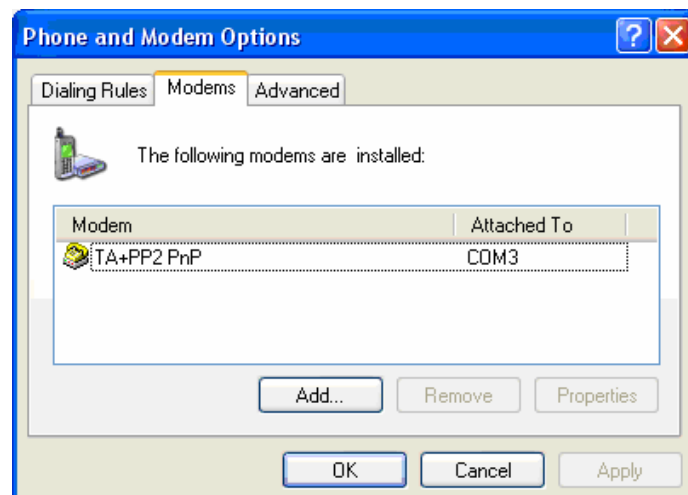 Phone and Modem Options
Dialing Rules Modems Advanced
The following modems are installed:
Modem Attached To
TA+PP2 PnP COM3
Add... Remove Properties
OK Cancel Apply